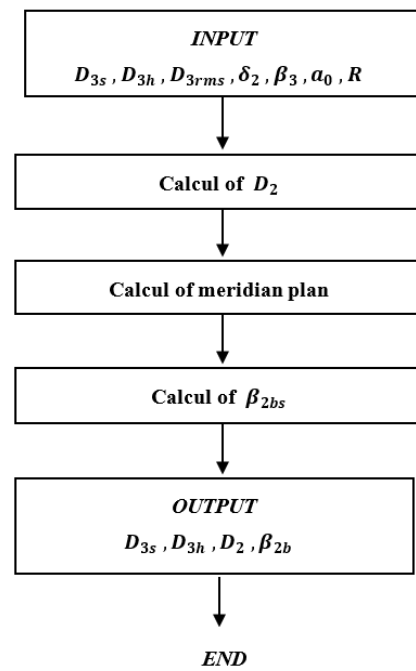 INPUT
D₃ₛ , D₃ₕ , D₃ᵣₘₛ , δ₂ , β₃ , a₀ , R
Calcul of D₂
Calcul of meridian plan
Calcul of β₂bs
OUTPUT
D₃ₛ , D₃ₕ , D₂ , β₂b
END